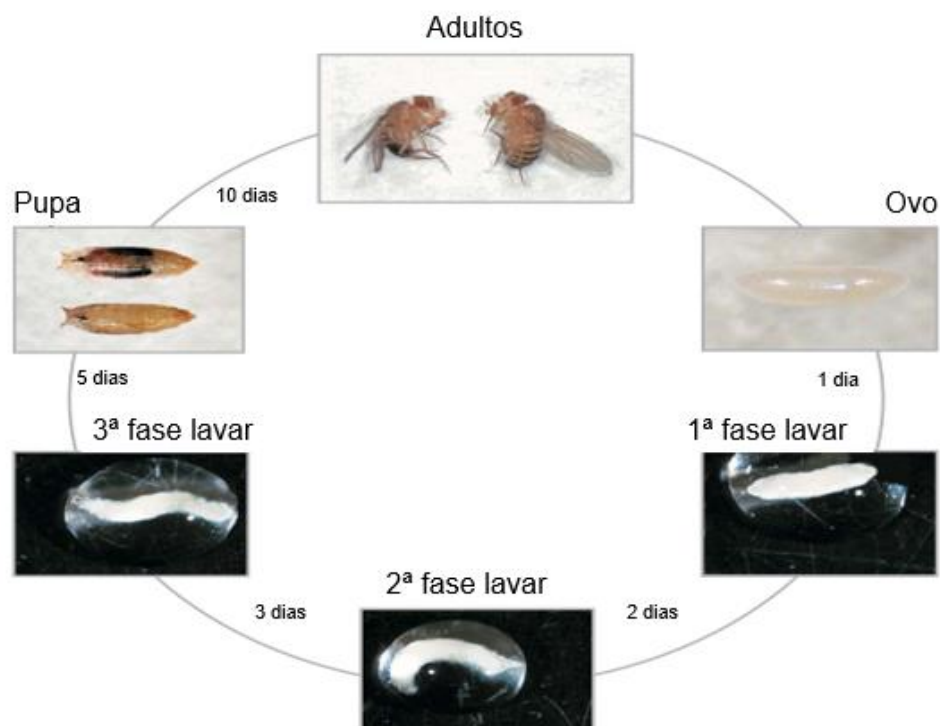 Adultos
10 dias
Pupa
Ovo
5 dias
1 dia
3ª fase lavar
1ª fase lavar
2ª fase lavar
3 dias
2 dias